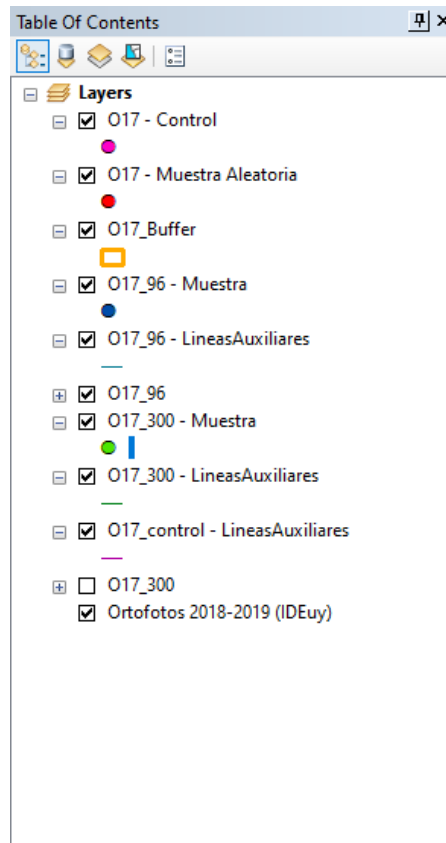 Table Of Contents
Layers
O17 - Control
O17 - Muestra Aleatoria
O17_Buffer
O17_96 - Muestra
O17_96 - LineasAuxiliares
O17_96
O17_300 - Muestra
O17_300 - LineasAuxiliares
O17_control - LineasAuxiliares
O17_300
Ortofotos 2018-2019 (IDEuy)